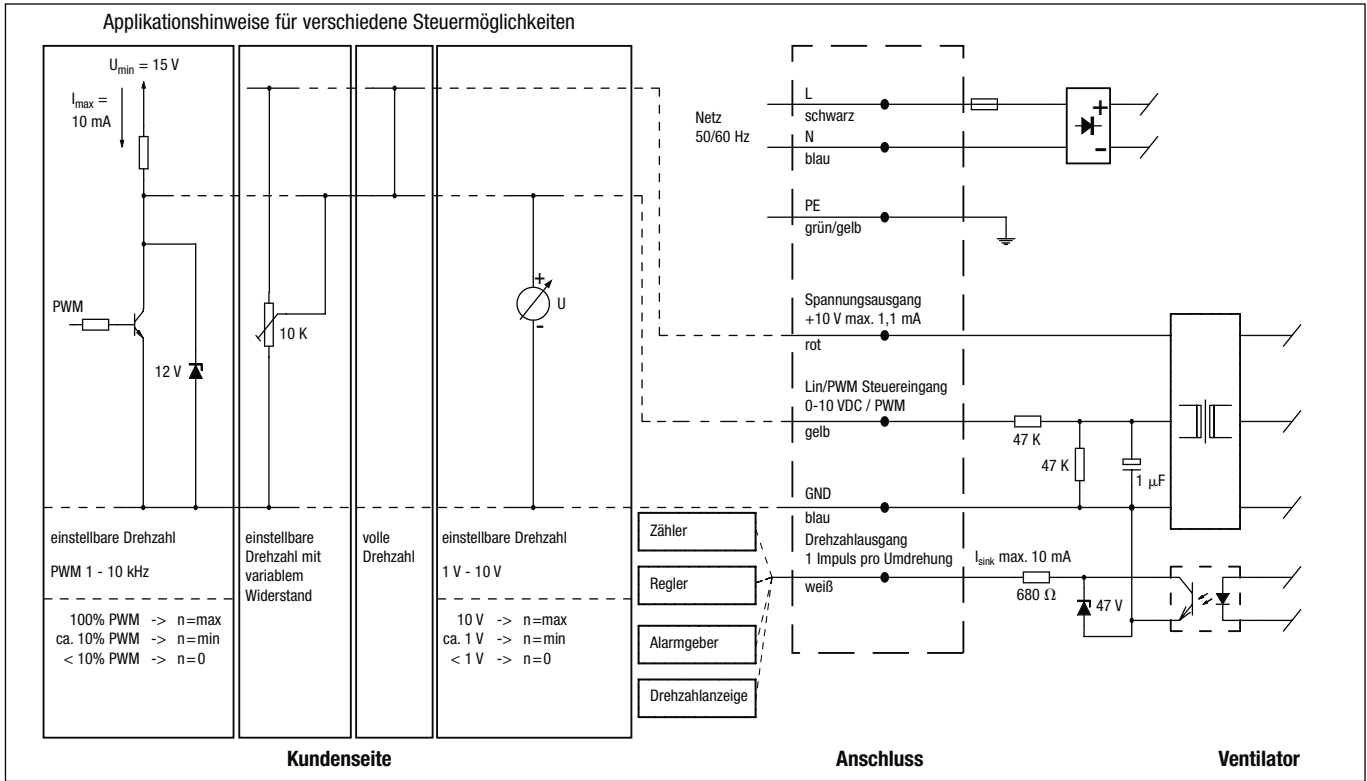 Applikationshinweise für verschiedene Steuermöglichkeiten
Umin = 15 V
Imax =
10 mA
PWM
12 V
10 K
+
U
-
einstellbare Drehzahl
PWM 1 - 10 kHz
100% PWM -> n=max
ca. 10% PWM -> n=min
< 10% PWM -> n=0
einstellbare
Drehzahl mit
variablem
Widerstand
volle
Drehzahl
einstellbare Drehzahl
1 V - 10 V
10 V -> n=max
ca. 1 V -> n=min
< 1 V -> n=0
Zähler
Regler
Alarmgeber
Drehzahlanzeige
Netz
50/60 Hz
L
schwarz
N
blau
+
-
PE
grün/gelb
Spannungsausgang
+10 V max. 1,1 mA
rot
Lin/PWM Steuereingang
0-10 VDC / PWM
gelb
47 K
47 K
1 µF
GND
blau
Drehzahlausgang
1 Impuls pro Umdrehung
weiß
Isink max. 10 mA
680 Ω
47 V
Kundenseite
Anschluss
Ventilator